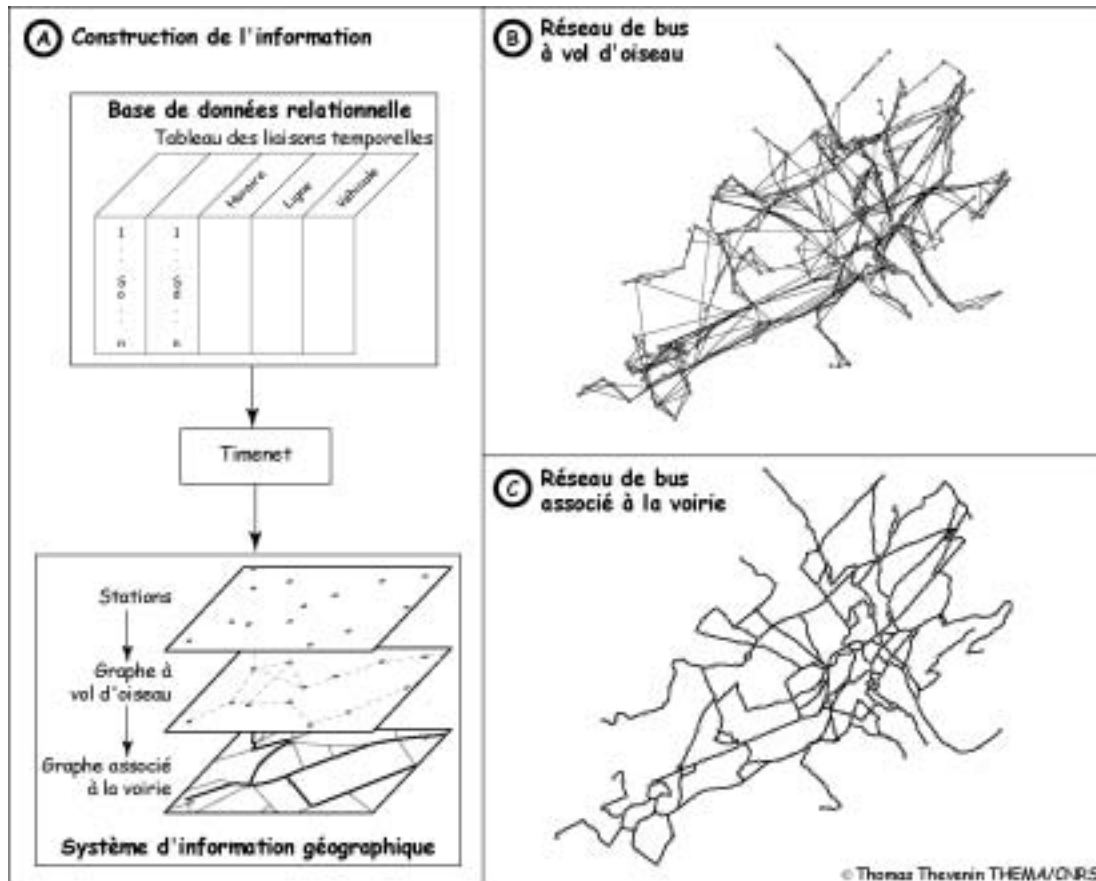 A Construction de l'information
Base de données relationnelle
Tableau des liaisons temporelles
Horaire
Ligne
Véhicule
1
1
n
n
Timenet
Stations
Graphe à
vol d'oiseau
Graphe associé
à la voirie
Système d'information géographique
B Réseau de bus
à vol d'oiseau
C Réseau de bus
associé à la voirie
© Thomas Thevenin THEMA/CNRS